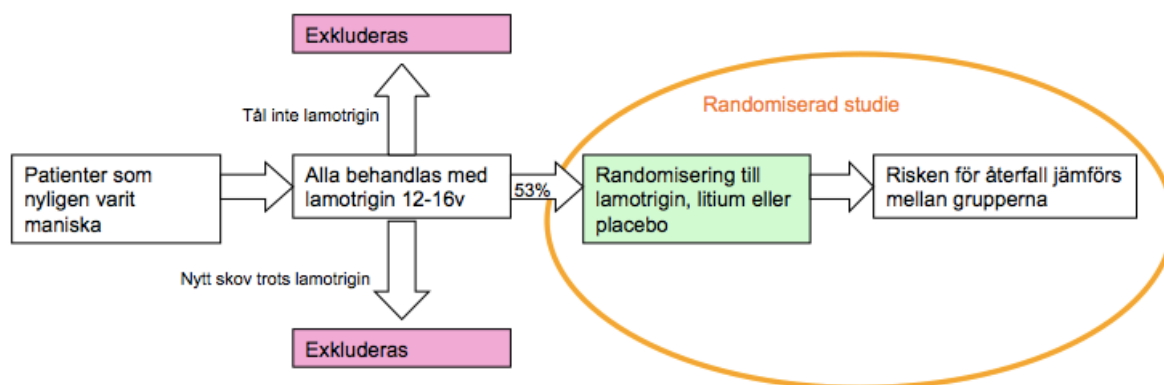 Exkluderas
Tål inte lamotrigin
Randomiserad studie
Patienter som
nyligen varit
maniska
Alla behandlas med
lamotrigin 12-16v
53%
Randomisering till
lamotrigin, litium eller
placebo
Risken för återfall jämförs
mellan grupperna
Nytt skov trots lamotrigin
Exkluderas